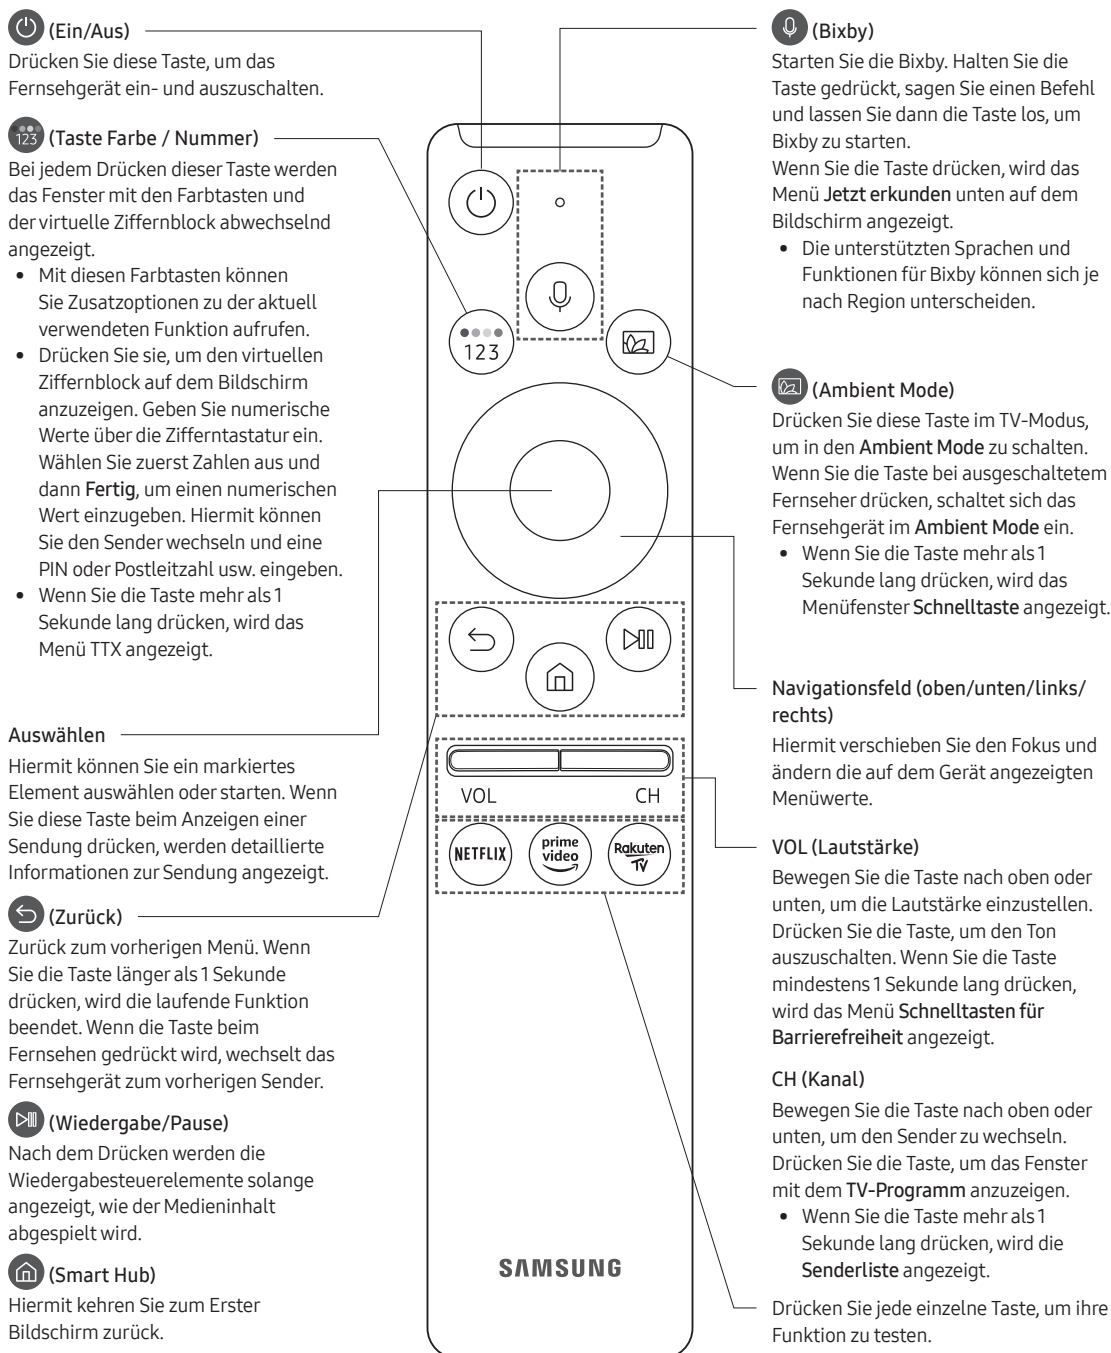 (Ein/Aus)
Drücken Sie diese Taste, um das
Fernsehgerät ein- und auszuschalten.
123 (Taste Farbe / Nummer)
Bei jedem Drücken dieser Taste werden
das Fenster mit den Farbtasten und
der virtuelle Ziffernblock abwechselnd
angezeigt.
• Mit diesen Farbtasten können
Sie Zusatzoptionen zu der aktuell
verwendeten Funktion aufrufen.
• Drücken Sie sie, um den virtuellen
Ziffernblock auf dem Bildschirm
anzuzeigen. Geben Sie numerische
Werte über die Zifferntastatur ein.
Wählen Sie zuerst Zahlen aus und
dann Fertig, um einen numerischen
Wert einzugeben. Hiermit können
Sie den Sender wechseln und eine
PIN oder Postleitzahl usw. eingeben.
• Wenn Sie die Taste mehr als 1
Sekunde lang drücken, wird das
Menü TTX angezeigt.
Auswählen
Hiermit können Sie ein markiertes
Element auswählen oder starten. Wenn
Sie diese Taste beim Anzeigen einer
Sendung drücken, werden detaillierte
Informationen zur Sendung angezeigt.
(Zurück)
Zurück zum vorherigen Menü. Wenn
Sie die Taste länger als 1 Sekunde
drücken, wird die laufende Funktion
beendet. Wenn die Taste beim
Fernsehen gedrückt wird, wechselt das
Fernsehgerät zum vorherigen Sender.
(Wiedergabe/Pause)
Nach dem Drücken werden die
Wiedergabesteuerelemente solange
angezeigt, wie der Medieninhalt
abgespielt wird.
(Smart Hub)
Hiermit kehren Sie zum Erster
Bildschirm zurück.
123
VOL
CH
NETFLIX
prime
video
Rakuten
TV
SAMSUNG
(Bixby)
Starten Sie die Bixby. Halten Sie die
Taste gedrückt, sagen Sie einen Befehl
und lassen Sie dann die Taste los, um
Bixby zu starten.
Wenn Sie die Taste drücken, wird das
Menü Jetzt erkunden unten auf dem
Bildschirm angezeigt.
• Die unterstützten Sprachen und
Funktionen für Bixby können sich je
nach Region unterscheiden.
(Ambient Mode)
Drücken Sie diese Taste im TV-Modus,
um in den Ambient Mode zu schalten.
Wenn Sie die Taste bei ausgeschaltetem
Fernseher drücken, schaltet sich das
Fernsehgerät im Ambient Mode ein.
• Wenn Sie die Taste mehr als 1
Sekunde lang drücken, wird das
Menüfenster Schnelltaste angezeigt.
Navigationsfeld (oben/unten/links/
rechts)
Hiermit verschieben Sie den Fokus und
ändern die auf dem Gerät angezeigten
Menüwerte.
VOL (Lautstärke)
Bewegen Sie die Taste nach oben oder
unten, um die Lautstärke einzustellen.
Drücken Sie die Taste, um den Ton
auszuschalten. Wenn Sie die Taste
mindestens 1 Sekunde lang drücken,
wird das Menü Schnelltasten für
Barrierefreiheit angezeigt.
CH (Kanal)
Bewegen Sie die Taste nach oben oder
unten, um den Sender zu wechseln.
Drücken Sie die Taste, um das Fenster
mit dem TV-Programm anzuzeigen.
• Wenn Sie die Taste mehr als 1
Sekunde lang drücken, wird die
Senderliste angezeigt.
Drücken Sie jede einzelne Taste, um ihre
Funktion zu testen.